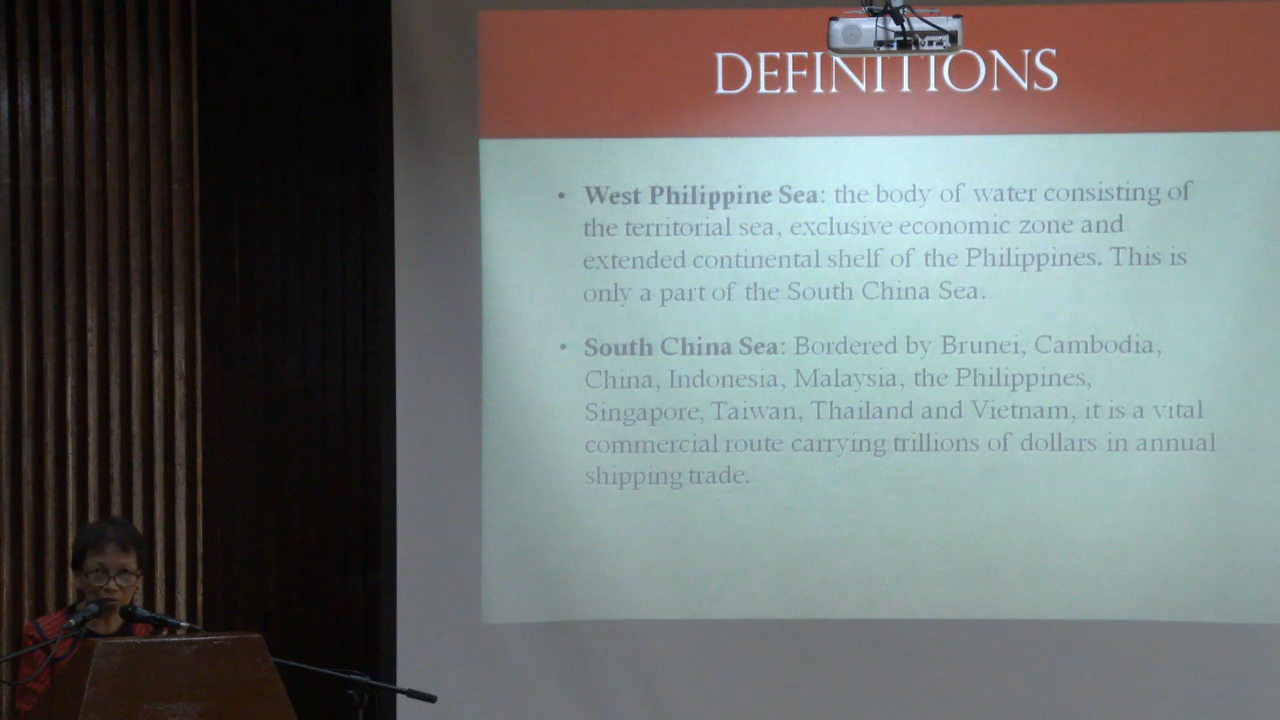 DEFINITIONS
• West Philippine Sea: the body of water consisting of
the territorial sea, exclusive economic zone and
extended continental shelf of the Philippines. This is
only a part of the South China Sea.
• South China Sea: Bordered by Brunei, Cambodia,
China, Indonesia, Malaysia, the Philippines,
Singapore, Taiwan, Thailand and Vietnam, it is a vital
commercial route carrying trillions of dollars in annual
shipping trade.